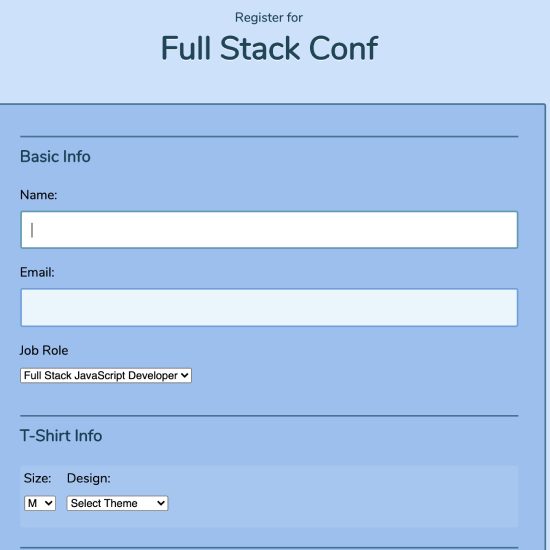 Register for
Full Stack Conf
Basic Info
Name:
Email:
Job Role
Full Stack JavaScript Developer
T-Shirt Info
Size: Design:
M Select Theme